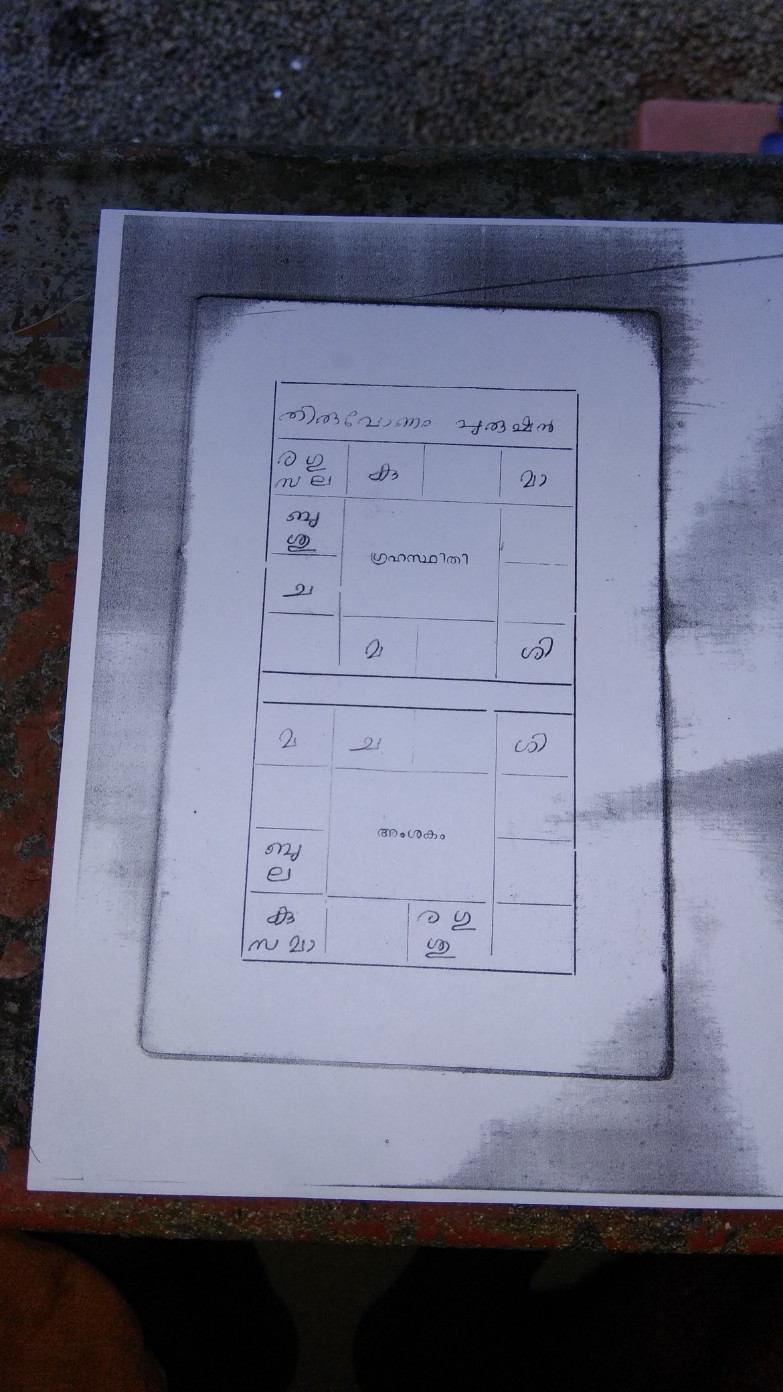 തിരുവോണം പുരുഷൻ
ര ഗു കു മാ
സ ല
ബു
ശു
ഗ്രഹസ്ഥിതി
ച
മ ശി
മ ച ശി
അംശകം
ബു
ല
കു ര ഗു
സ മാ ശു